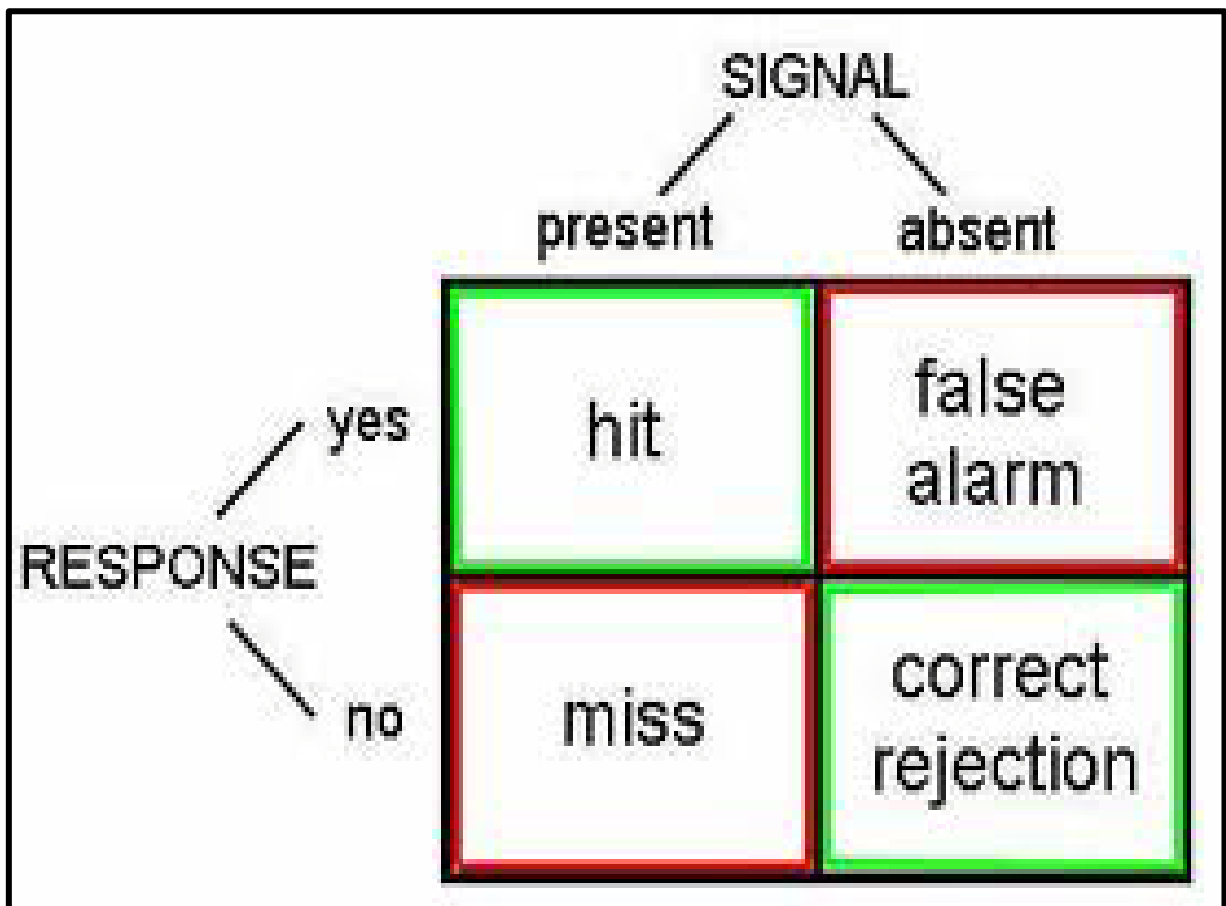 SIGNAL
present absent
yes
hit
false
alarm
RESPONSE
no
miss
correct
rejection